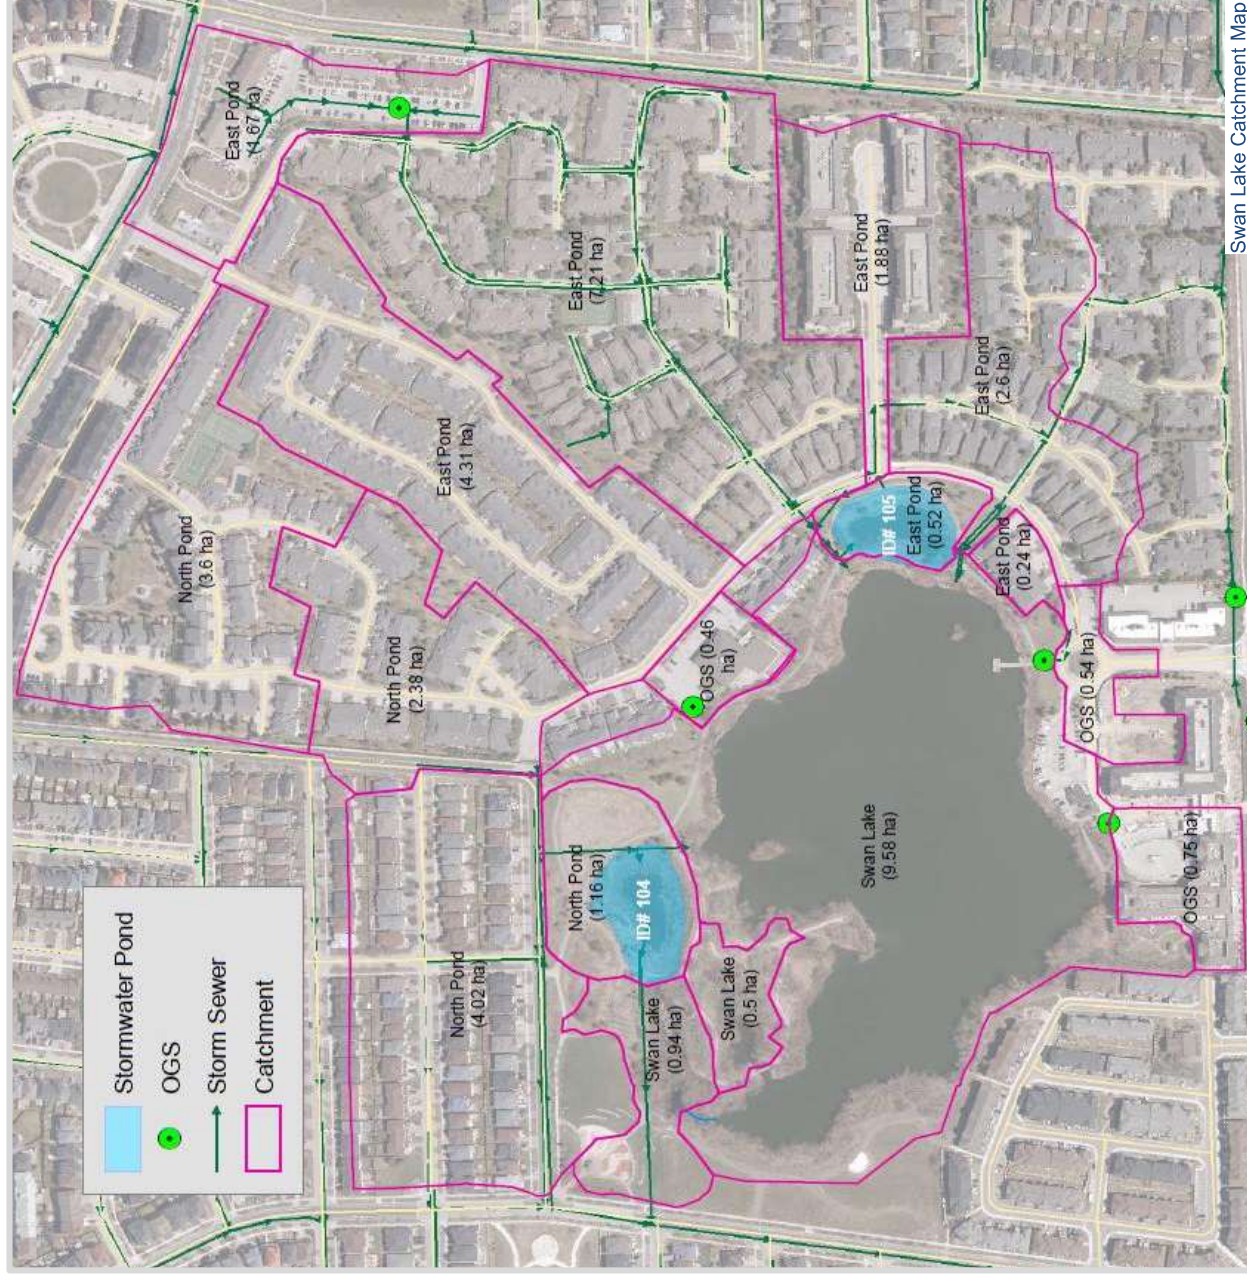 East Pond
(1.67 ha)
East Pond
(7.21 ha)
East Pond
(1.88 ha)
East Pond
(2.6 ha)
East Pond
(4.31 ha)
North Pond
(3.6 ha)
North Pond
(2.38 ha)
ID# 105
East Pond
(0.52 ha)
East Pond
(0.24 ha)
OGS (0.46
ha)
OGS (0.54 ha)
OGS (0.75 ha)
Swan Lake
(9.58 ha)
North Pond
(1.16 ha)
ID# 104
North Pond
(4.02 ha)
Swan Lake
(0.94 ha)
Swan Lake
(0.5 ha)
Stormwater Pond
OGS
Storm Sewer
Catchment
Swan Lake Catchment Map